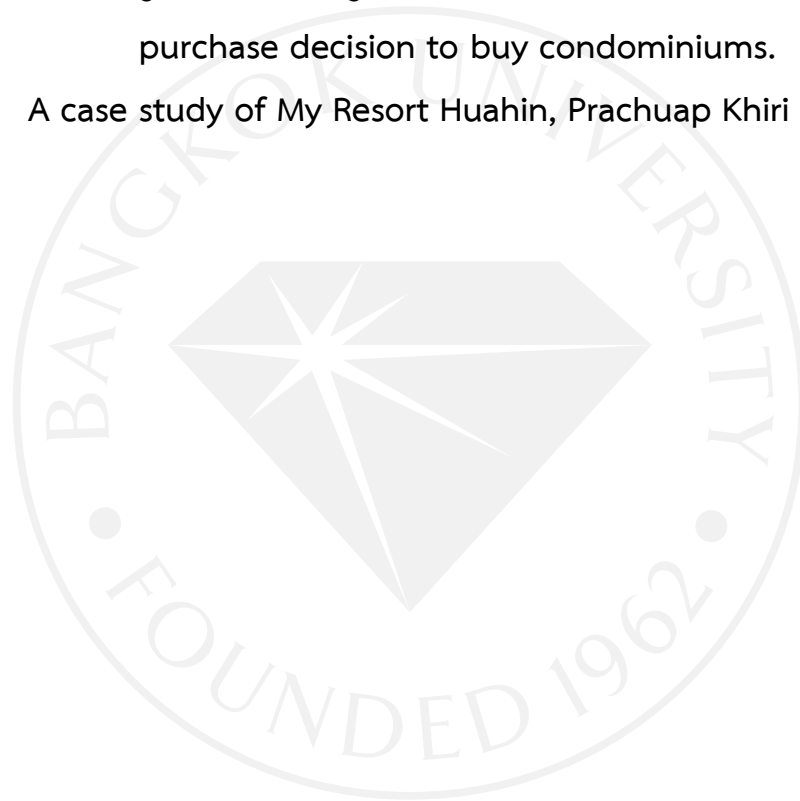 purchase decision to buy condominiums.
A case study of My Resort Huahin, Prachuap Khiri
BANGKOK UNIVERSITY
FOUNDED 1962